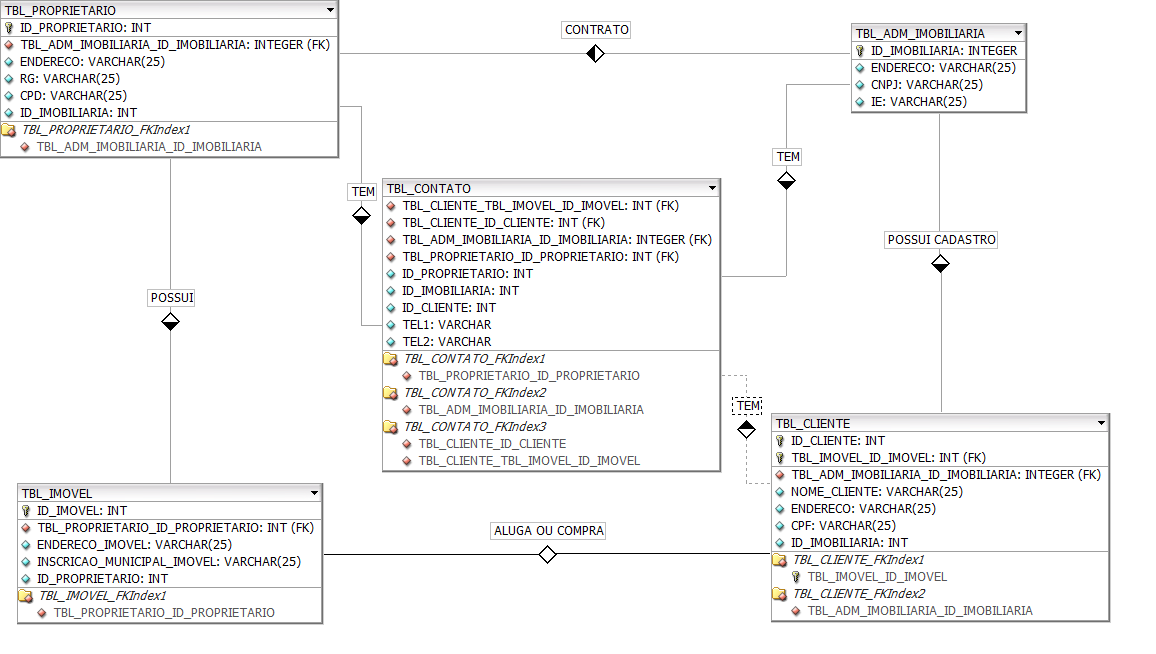 TBL_PROPRIETARIO
ID_PROPRIETARIO: INT
TBL_ADM_IMOBILIARIA_ID_IMOBILIARIA: INTEGER (FK)
ENDERECO: VARCHAR(25)
RG: VARCHAR(25)
CPD: VARCHAR(25)
ID_IMOBILIARIA: INT
TBL_PROPRIETARIO_FKIndex1
TBL_ADM_IMOBILIARIA_ID_IMOBILIARIA
CONTRATO
TBL_ADM_IMOBILIARIA
ID_IMOBILIARIA: INTEGER
ENDERECO: VARCHAR(25)
CNPJ: VARCHAR(25)
IE: VARCHAR(25)
TEM
TEM
TBL_CONTATO
TBL_CLIENTE_TBL_IMOVEL_ID_IMOVEL: INT (FK)
TBL_CLIENTE_ID_CLIENTE: INT (FK)
TBL_ADM_IMOBILIARIA_ID_IMOBILIARIA: INTEGER (FK)
TBL_PROPRIETARIO_ID_PROPRIETARIO: INT (FK)
ID_PROPRIETARIO: INT
ID_IMOBILIARIA: INT
ID_CLIENTE: INT
TEL1: VARCHAR
TEL2: VARCHAR
TBL_CONTATO_FKIndex1
TBL_PROPRIETARIO_ID_PROPRIETARIO
TBL_CONTATO_FKIndex2
TBL_ADM_IMOBILIARIA_ID_IMOBILIARIA
TBL_CONTATO_FKIndex3
TBL_CLIENTE_ID_CLIENTE
TBL_CLIENTE_TBL_IMOVEL_ID_IMOVEL
POSSUI CADASTRO
POSSUI
TEM
TBL_CLIENTE
ID_CLIENTE: INT
TBL_IMOVEL_ID_IMOVEL: INT (FK)
TBL_ADM_IMOBILIARIA_ID_IMOBILIARIA: INTEGER (FK)
NOME_CLIENTE: VARCHAR(25)
ENDERECO: VARCHAR(25)
CPF: VARCHAR(25)
ID_IMOBILIARIA: INT
TBL_CLIENTE_FKIndex1
TBL_IMOVEL_ID_IMOVEL
TBL_CLIENTE_FKIndex2
TBL_ADM_IMOBILIARIA_ID_IMOBILIARIA
TBL_IMOVEL
ID_IMOVEL: INT
TBL_PROPRIETARIO_ID_PROPRIETARIO: INT (FK)
ENDERECO_IMOVEL: VARCHAR(25)
INSCRICAO_MUNICIPAL_IMOVEL: VARCHAR(25)
ID_PROPRIETARIO: INT
TBL_IMOVEL_FKIndex1
TBL_PROPRIETARIO_ID_PROPRIETARIO
ALUGA OU COMPRA